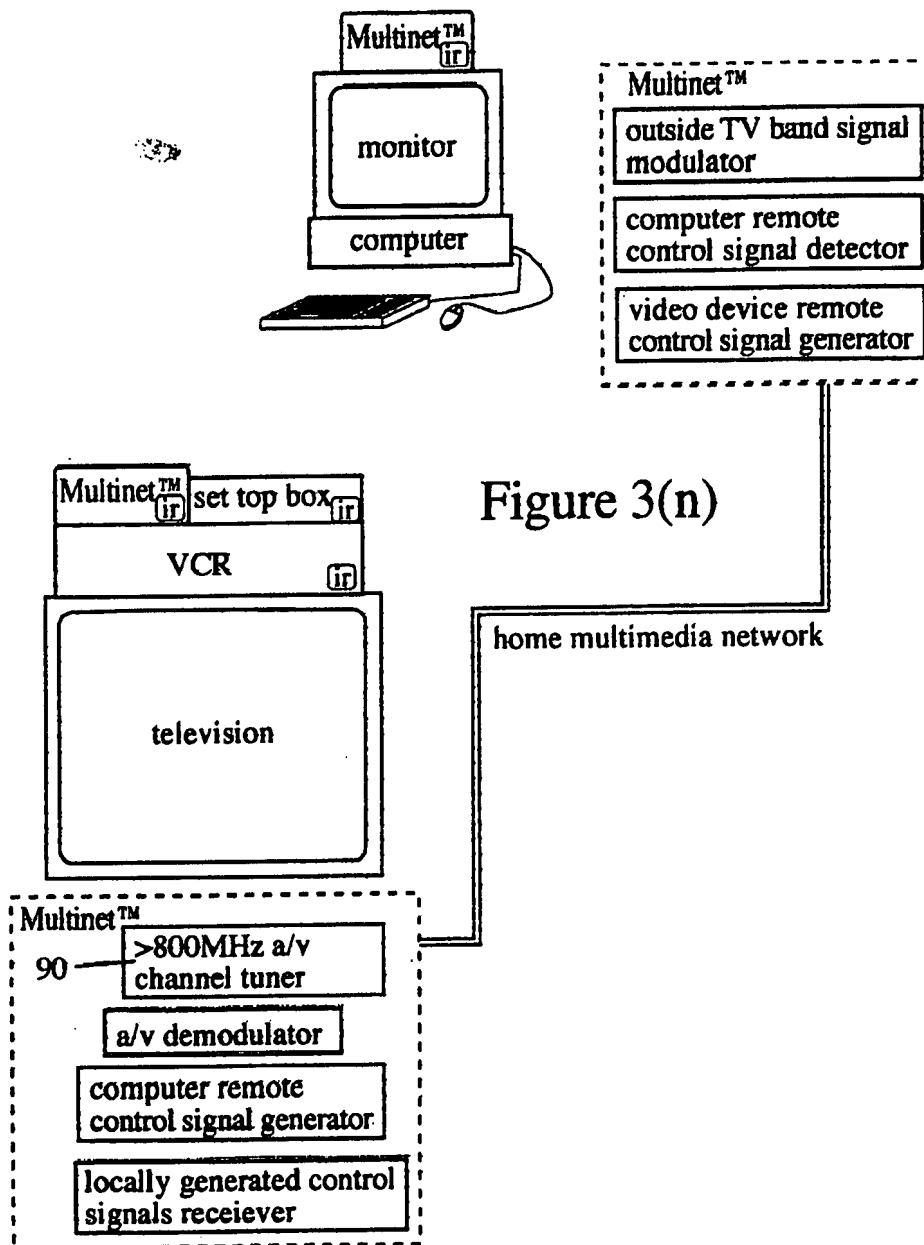 Multinet™
ir
monitor
computer
Multinet™
outside TV band signal
modulator
computer remote
control signal detector
video device remote
control signal generator
Multinet™
ir
set top box
ir
VCR
ir
Figure 3(n)
home multimedia network
television
Multinet™
90
>800MHz a/v
channel tuner
a/v demodulator
computer remote
control signal generator
locally generated control
signals receiever